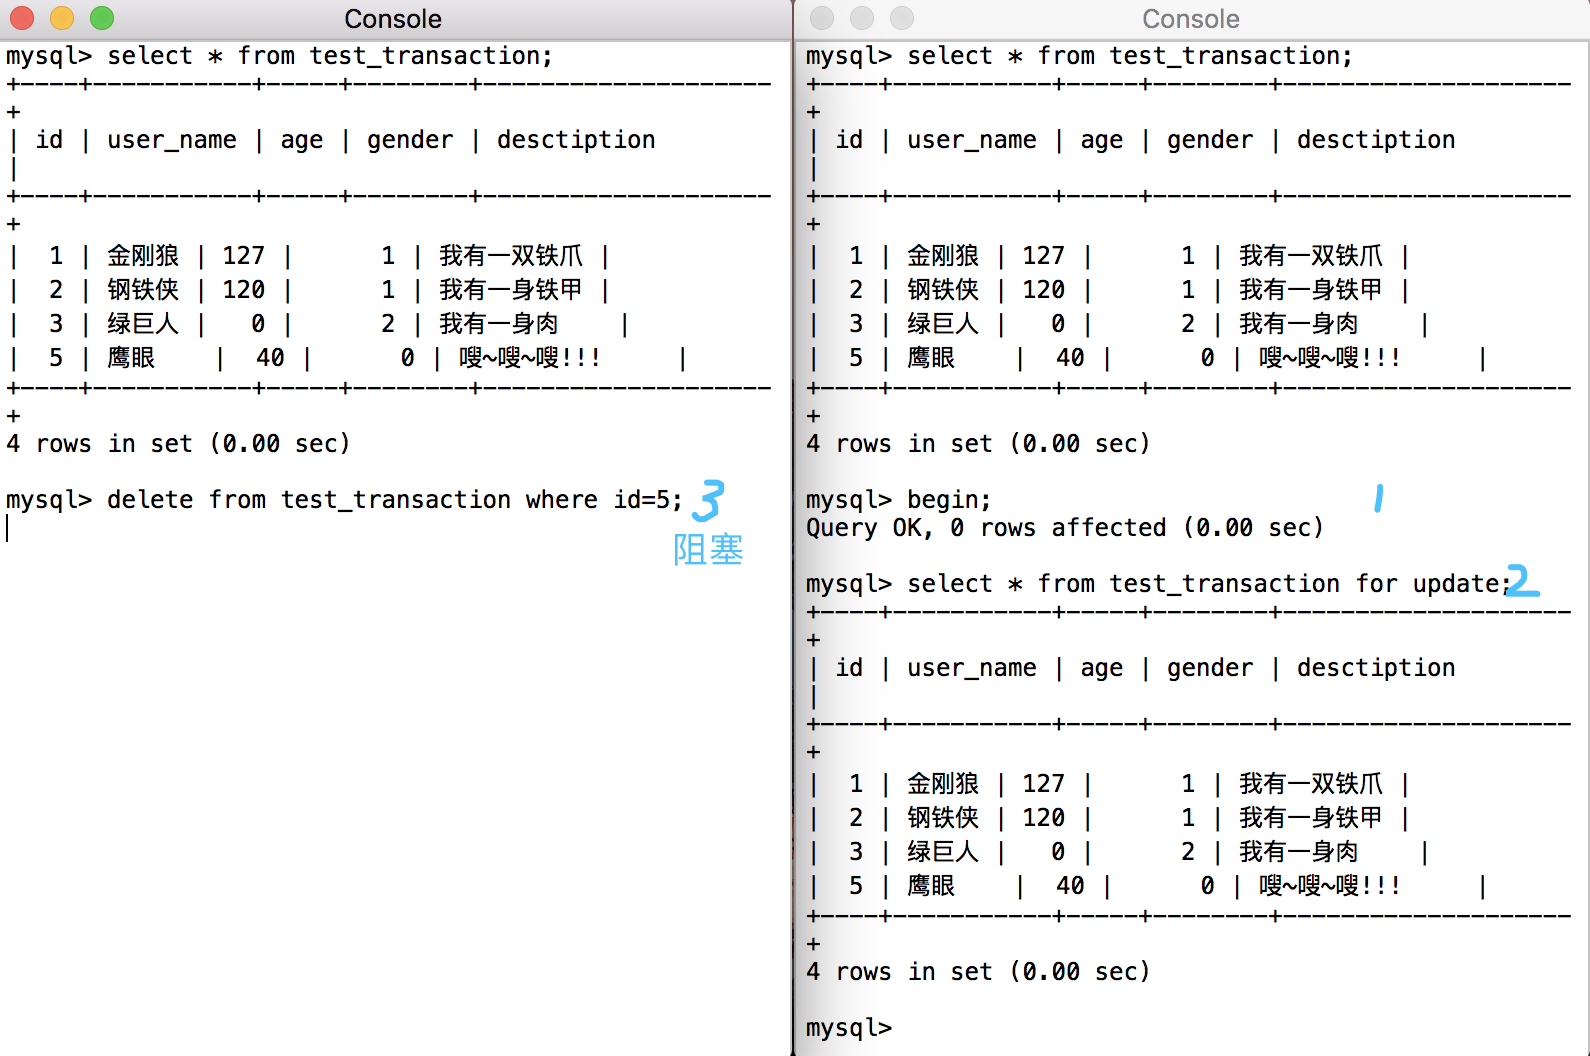 Console
mysql> select * from test_transaction;
+----+-----------+-----+--------+--------------------
+
| id | user_name | age | gender | desctiption
|
+----+-----------+-----+--------+--------------------
+
|  1 | 金刚狼 | 127 |      1 | 我有一双铁爪 |
|  2 | 钢铁侠 | 120 |      1 | 我有一身铁甲 |
|  3 | 绿巨人 |   0 |      2 | 我有一身肉    |
|  5 | 鹰眼    |  40 |      0 | 嗖~嗖~嗖!!!     |
+----+-----------+-----+--------+--------------------
+
4 rows in set (0.00 sec)
mysql> delete from test_transaction where id=5; 3
阻塞
Console
mysql> select * from test_transaction;
+----+-----------+-----+--------+--------------------
+
| id | user_name | age | gender | desctiption
|
+----+-----------+-----+--------+--------------------
+
|  1 | 金刚狼 | 127 |      1 | 我有一双铁爪 |
|  2 | 钢铁侠 | 120 |      1 | 我有一身铁甲 |
|  3 | 绿巨人 |   0 |      2 | 我有一身肉    |
|  5 | 鹰眼    |  40 |      0 | 嗖~嗖~嗖!!!     |
+----+-----------+-----+--------+--------------------
+
4 rows in set (0.00 sec)
mysql> begin; 1
Query OK, 0 rows affected (0.00 sec)
mysql> select * from test_transaction for update; 2
+----+-----------+-----+--------+--------------------
+
| id | user_name | age | gender | desctiption
|
+----+-----------+-----+--------+--------------------
+
|  1 | 金刚狼 | 127 |      1 | 我有一双铁爪 |
|  2 | 钢铁侠 | 120 |      1 | 我有一身铁甲 |
|  3 | 绿巨人 |   0 |      2 | 我有一身肉    |
|  5 | 鹰眼    |  40 |      0 | 嗖~嗖~嗖!!!     |
+----+-----------+-----+--------+--------------------
+
4 rows in set (0.00 sec)
mysql>